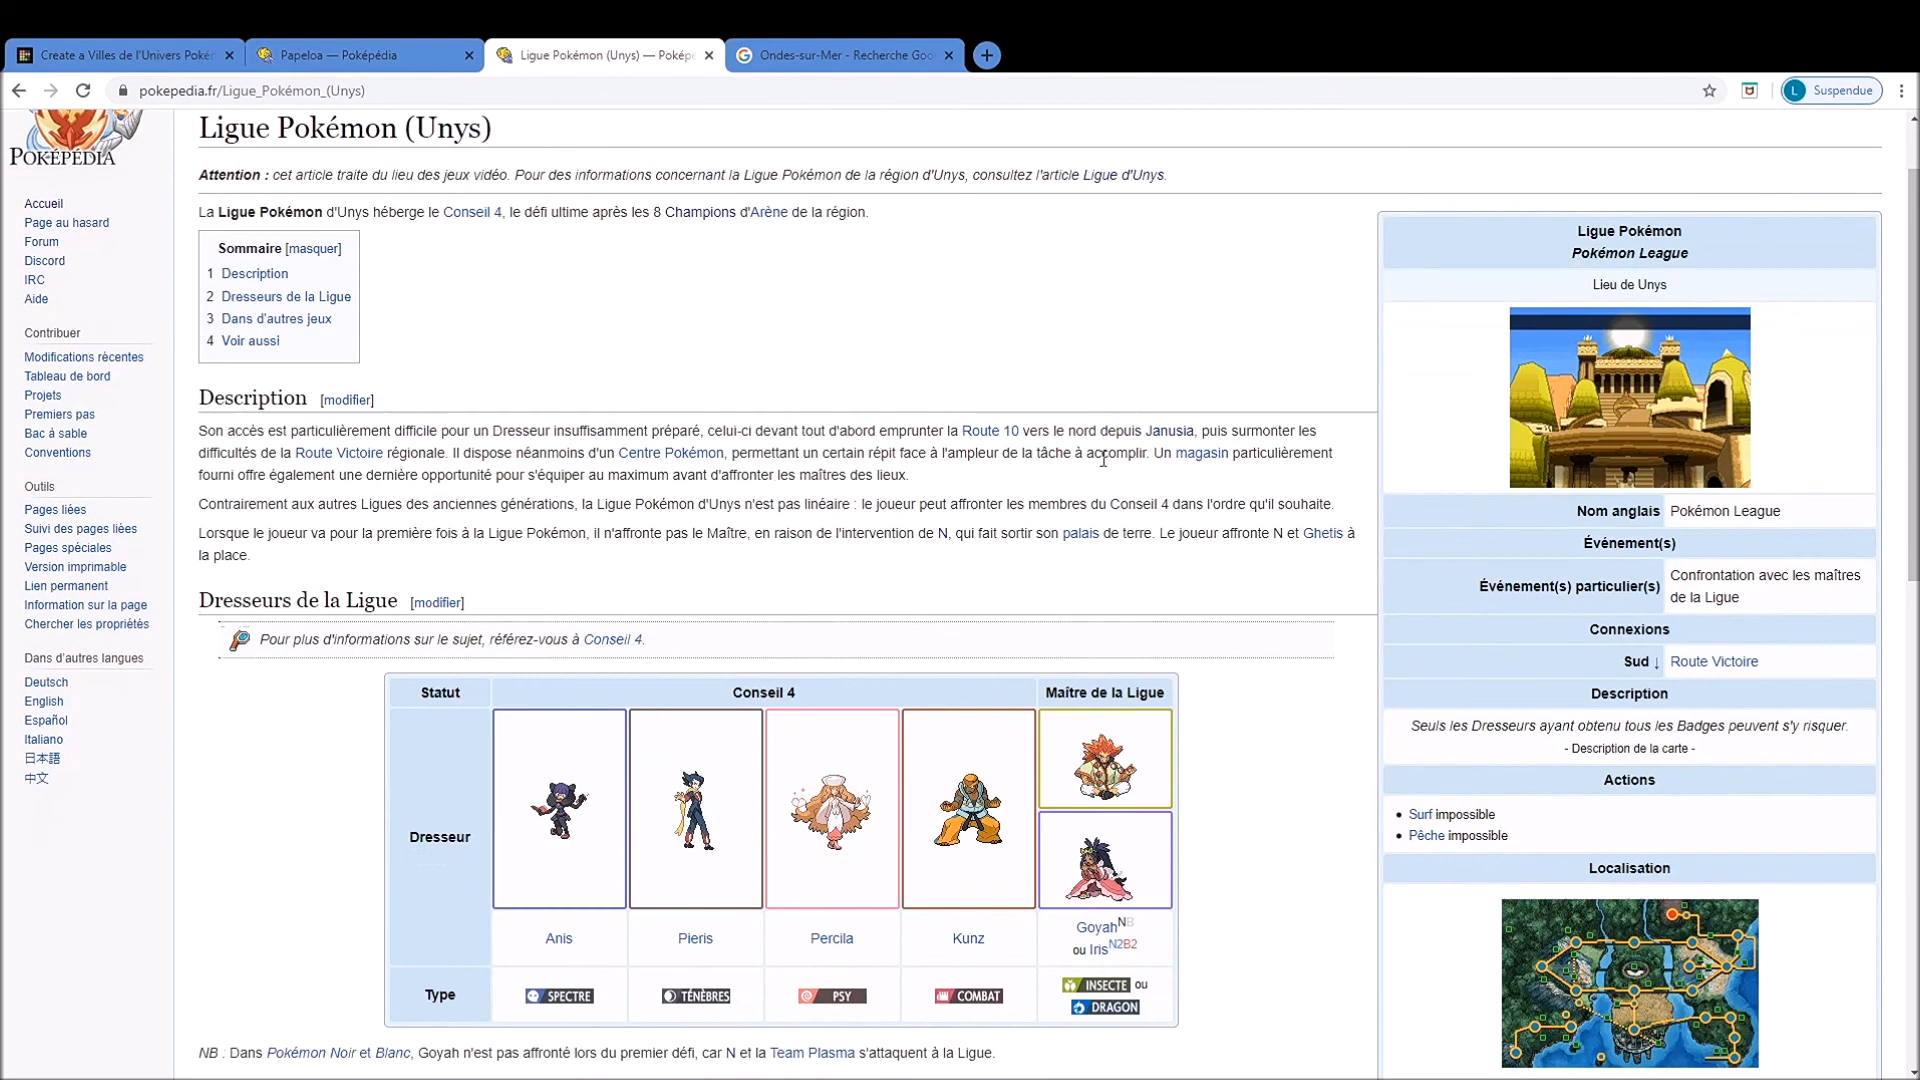 Create a Villes de l'Univers Poké
Papeloa — Poképédia
Ligue Pokémon (Unys) — Poképé
Ondes-sur-Mer - Recherche Goo
pokepedia.fr/Ligue_Pokémon_(Unys)
L Suspendue
POKÉPÉDIA
Accueil
Page au hasard
Forum
Discord
IRC
Aide
Contribuer
Modifications récentes
Tableau de bord
Projets
Premiers pas
Bac à sable
Conventions
Outils
Pages liées
Suivi des pages liées
Pages spéciales
Version imprimable
Lien permanent
Information sur la page
Chercher les propriétés
Dans d'autres langues
Deutsch
English
Español
Italiano
日本語
中文
Ligue Pokémon (Unys)
Attention : cet article traite du lieu des jeux vidéo. Pour des informations concernant la Ligue Pokémon de la région d'Unys, consultez l'article Ligue d'Unys.
La Ligue Pokémon d'Unys héberge le Conseil 4, le défi ultime après les 8 Champions d'Arène de la région.
Sommaire [masquer]
1 Description
2 Dresseurs de la Ligue
3 Dans d'autres jeux
4 Voir aussi
Description [modifier]
Son accès est particulièrement difficile pour un Dresseur insuffisamment préparé, celui-ci devant tout d'abord emprunter la Route 10 vers le nord depuis Janusia, puis surmonter les
difficultés de la Route Victoire régionale. Il dispose néanmoins d'un Centre Pokémon, permettant un certain répit face à l'ampleur de la tâche à accomplir. Un magasin particulièrement
fourni offre également une dernière opportunité pour s'équiper au maximum avant d'affronter les maîtres des lieux.
Contrairement aux autres Ligues des anciennes générations, la Ligue Pokémon d'Unys n'est pas linéaire : le joueur peut affronter les membres du Conseil 4 dans l'ordre qu'il souhaite.
Lorsque le joueur va pour la première fois à la Ligue Pokémon, il n'affronte pas le Maître, en raison de l'intervention de N, qui fait sortir son palais de terre. Le joueur affronte N et Ghetis à
la place.
Dresseurs de la Ligue [modifier]
Pour plus d'informations sur le sujet, référez-vous à Conseil 4.
Statut Conseil 4 Maître de la Ligue
Dresseur
Anis Pieris Percila Kunz Goyah NB
ou Iris N2B2
Type SPECTRE TÉNÈBRES PSY COMBAT INSECTE ou
DRAGON
NB : Dans Pokémon Noir et Blanc, Goyah n'est pas affronté lors du premier défi, car N et la Team Plasma s'attaquent à la Ligue.
Ligue Pokémon
Pokémon League
Lieu de Unys
Nom anglais Pokémon League
Événement(s)
Événement(s) particulier(s) Confrontation avec les maîtres
de la Ligue
Connexions
Sud ↓ Route Victoire
Description
Seuls les Dresseurs ayant obtenu tous les Badges peuvent s'y risquer.
- Description de la carte -
Actions
• Surf impossible
• Pêche impossible
Localisation